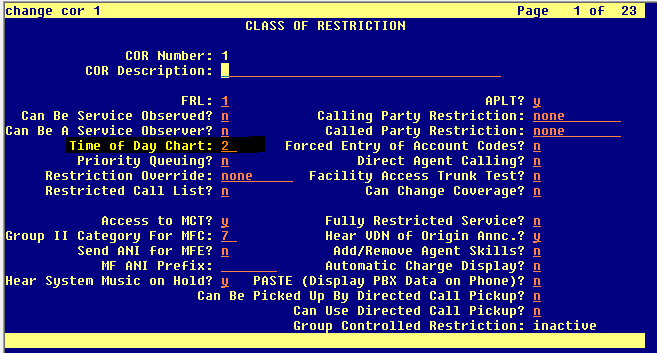 change cor 1 Page 1 of 23
CLASS OF RESTRICTION
COR Number: 1
COR Description:
FRL: 1 APLT? y
Can Be Service Observed? n Calling Party Restriction: none
Can Be A Service Observer? n Called Party Restriction: none
Time of Day Chart: 2 Forced Entry of Account Codes? n
Priority Queuing? n Direct Agent Calling? n
Restriction Override: none Facility Access Trunk Test? n
Restricted Call List? n Can Change Coverage? n
Access to MCT? y Fully Restricted Service? n
Group II Category For MFC: 7 Hear VDN of Origin Annc.? y
Send ANI for MFE? n Add/Remove Agent Skills? n
MF ANI Prefix: Automatic Charge Display? n
Hear System Music on Hold? y PASTE (Display PBX Data on Phone)? n
Can Be Picked Up By Directed Call Pickup? n
Can Use Directed Call Pickup? n
Group Controlled Restriction: inactive